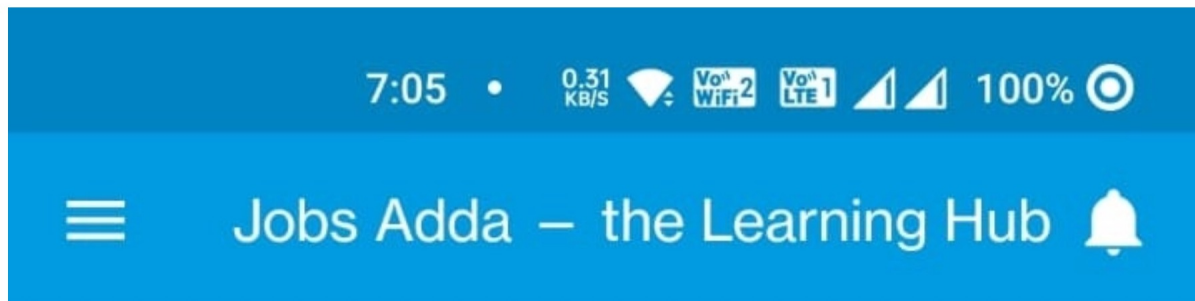 7:05 • 0.31 KB/S Vo WiFi 2 Vo LTE 1 100%
Jobs Adda – the Learning Hub